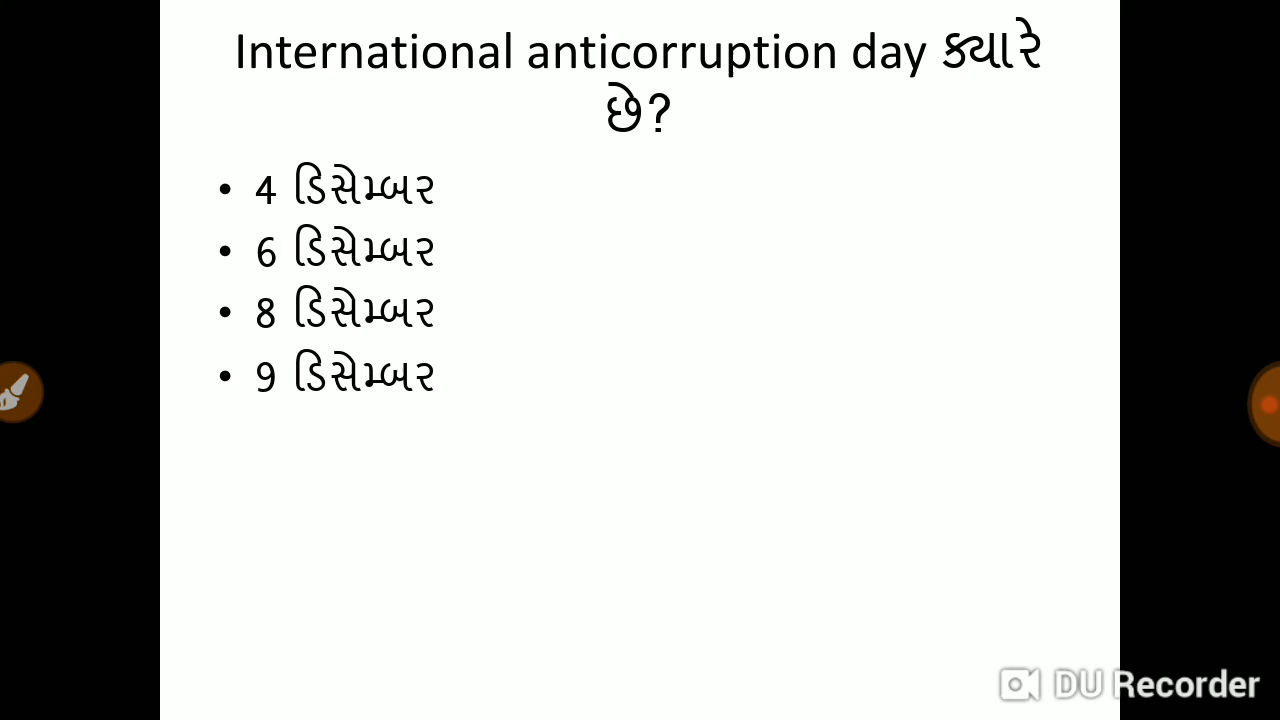 International anticorruption day ક્યારે
છે?
• 4 ડિસેમ્બર
• 6 ડિસેમ્બર
• 8 ડિસેમ્બર
• 9 ડિસેમ્બર
DU Recorder